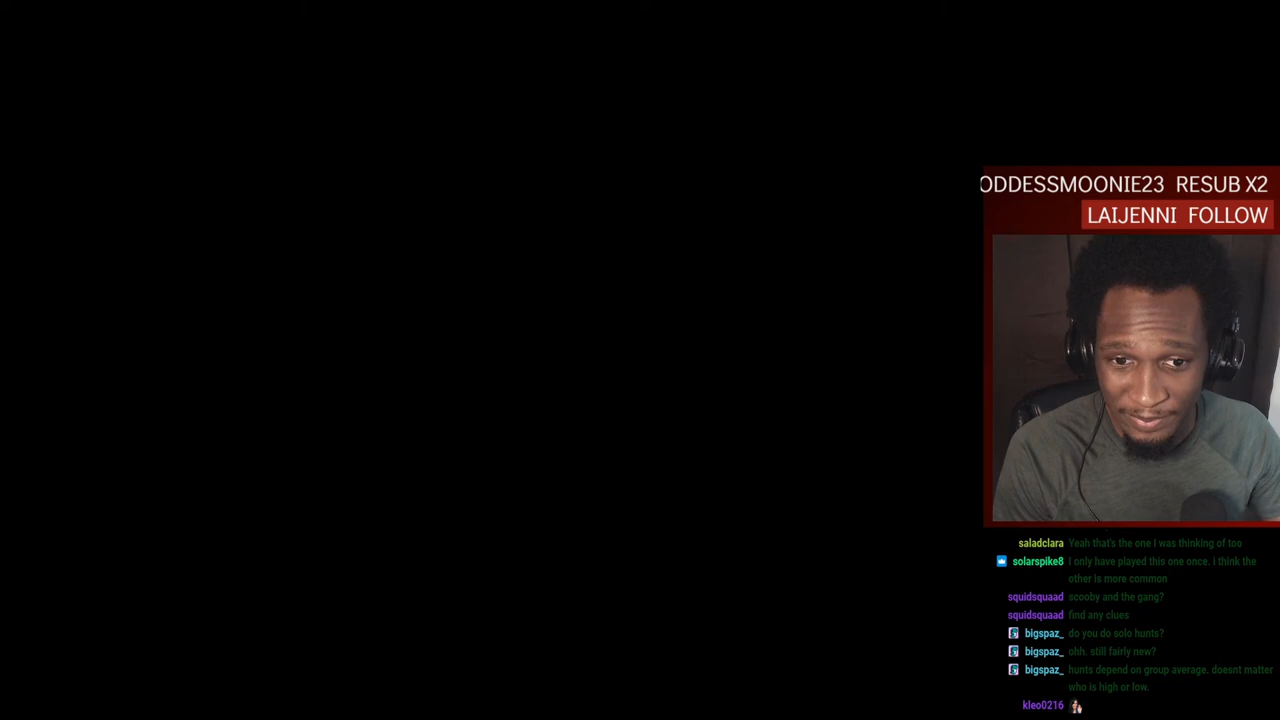 ODDESSMOONIE23 RESUB X2
LAIJENNI FOLLOW
saladclara Yeah that's the one I was thinking of too
solarspike8 I only have played this one once. i think the
other is more common
squidsquaad scooby and the gang?
squidsquaad find any clues
bigspaz_ do you do solo hunts?
bigspaz_ ohh. still fairly new?
bigspaz_ hunts depend on group average. doesnt matter
who is high or low.
kleo0216